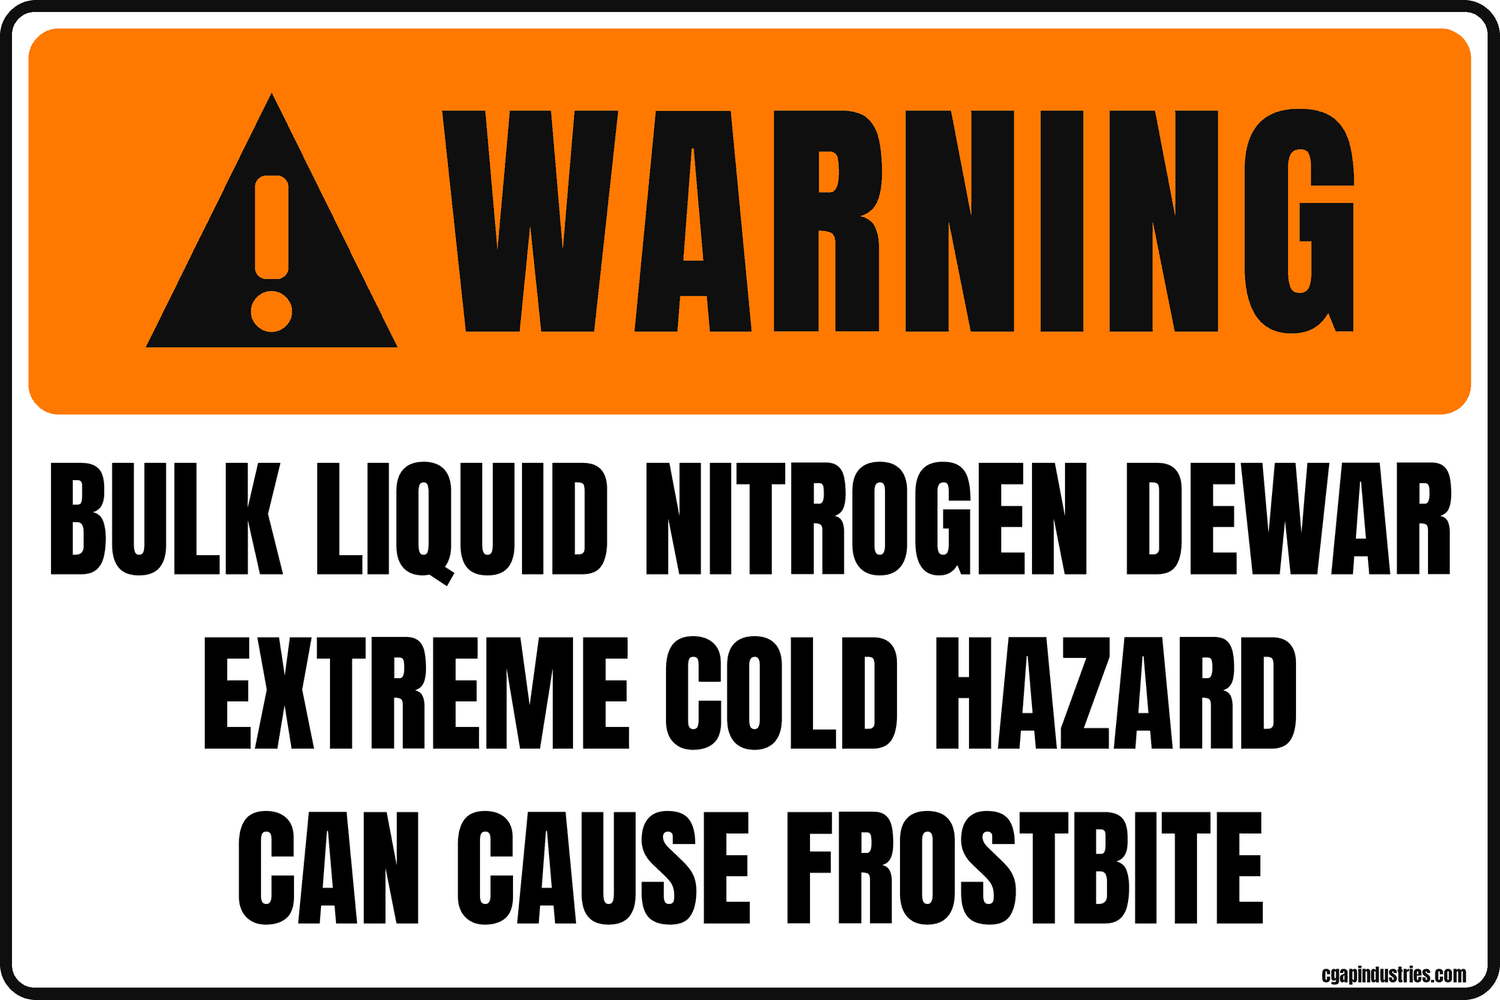 WARNING
BULK LIQUID NITROGEN DEWAR
EXTREME COLD HAZARD
CAN CAUSE FROSTBITE
cgapindustries.com